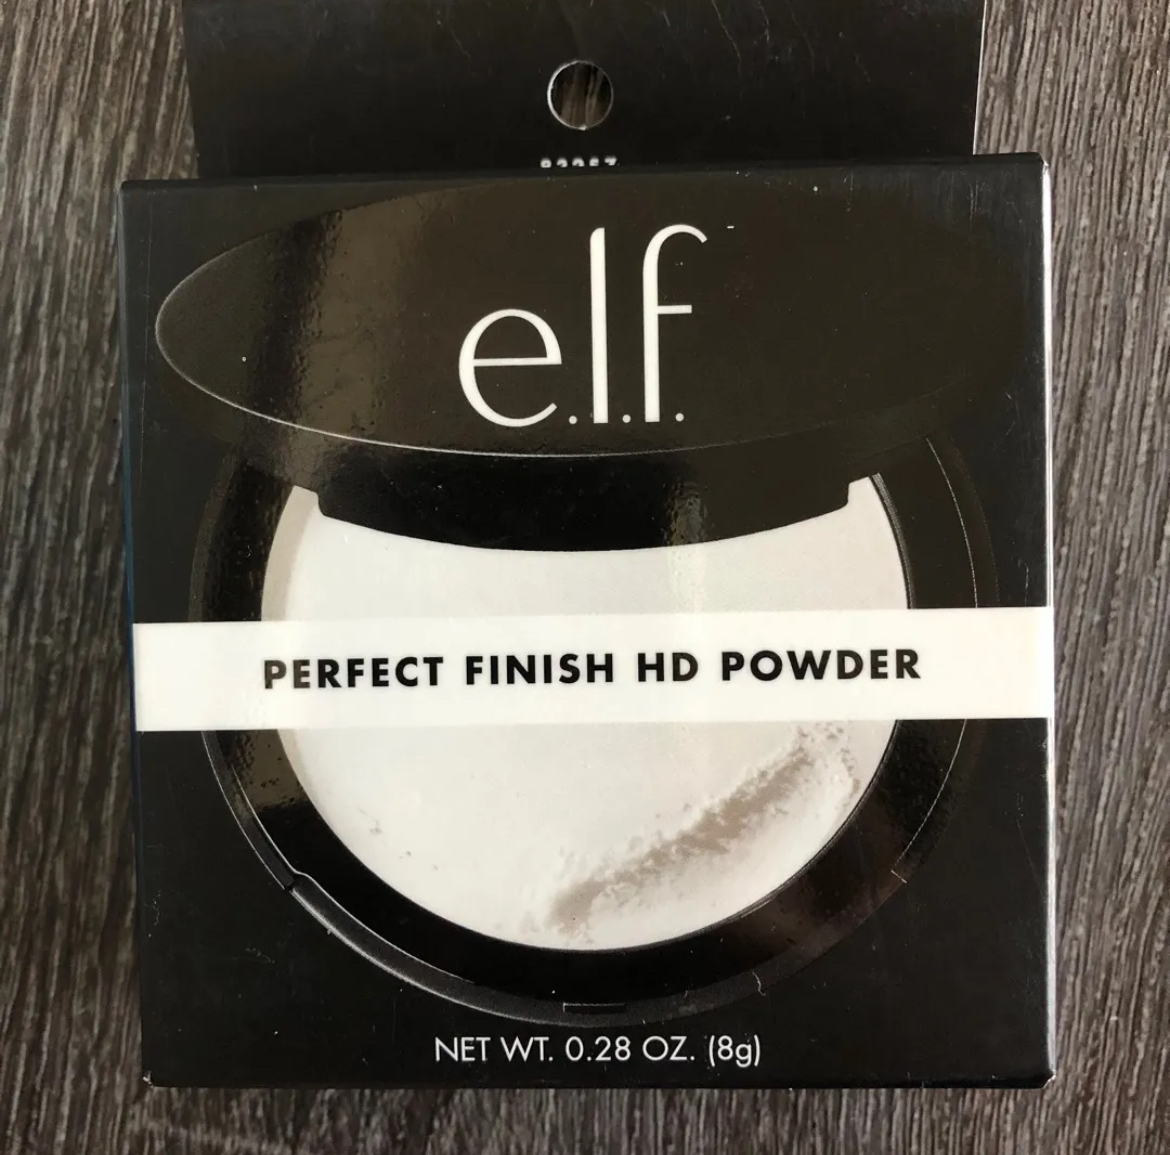 e.l.f.
PERFECT FINISH HD POWDER
NET WT. 0.28 OZ. (8g)